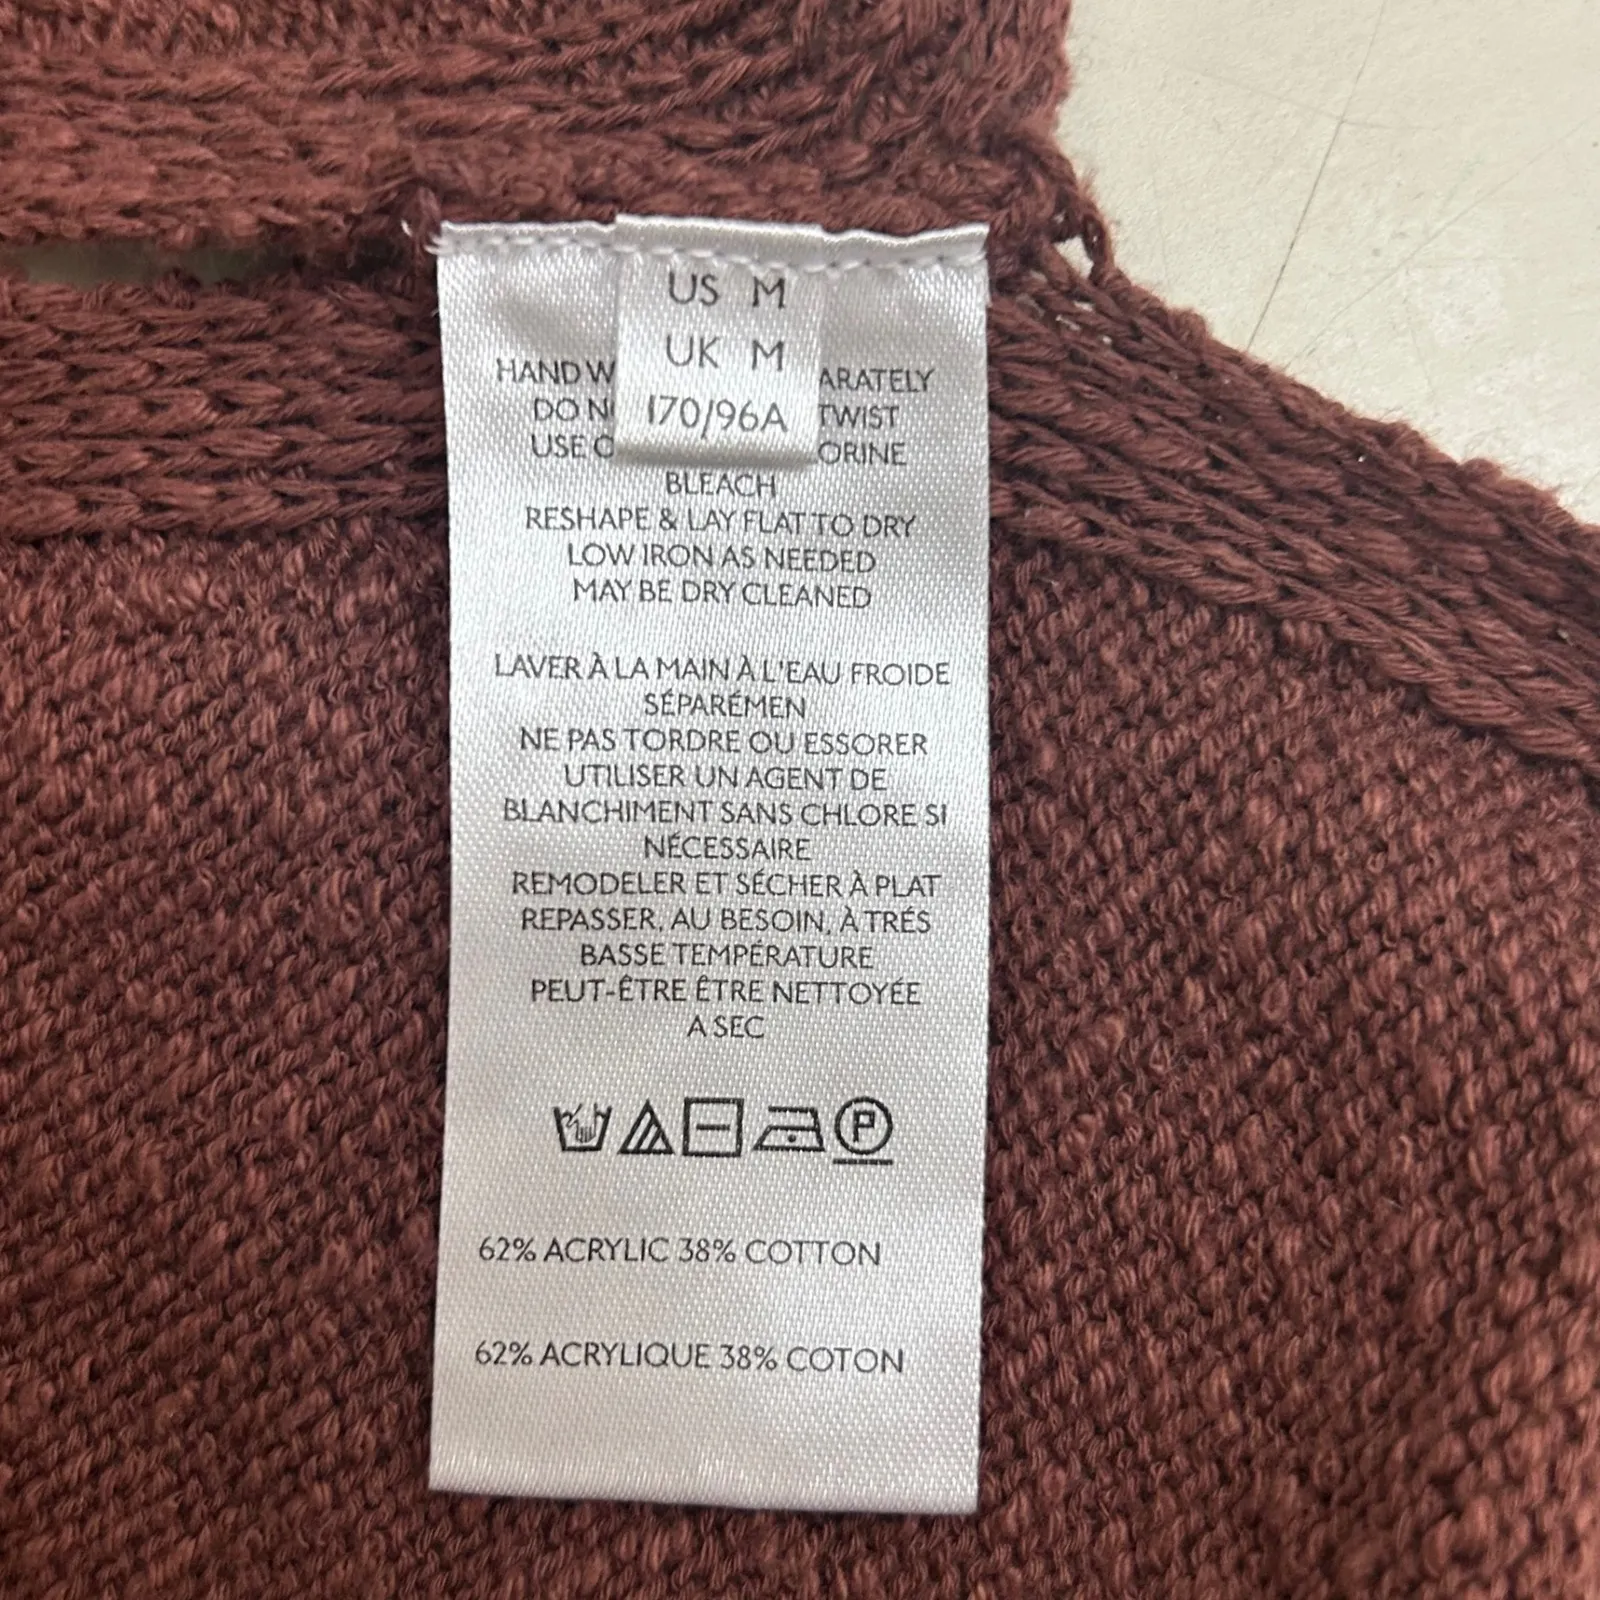 US M
UK M
170/96A
HAND
DO
USE
BLEACH
RESHAPE & LAY FLAT TO DRY
LOW IRON AS NEEDED
MAY BE DRY CLEANED
LAVER À LA MAIN À L'EAU FROIDE
SÉPARÉMEN
NE PAS TORDRE OU ESSORER
UTILISER UN AGENT DE
BLANCHIMENT SANS CHLORE SI
NÉCESSAIRE
REMODELER ET SÉCHER À PLAT
REPASSER, AU BESOIN, À TRÉS
BASSE TEMPÉRATURE
PEUT-ÊTRE ÊTRE NETTOYÉE
A SEC
P
62% ACRYLIC 38% COTTON
62% ACRYLIQUE 38% COTON